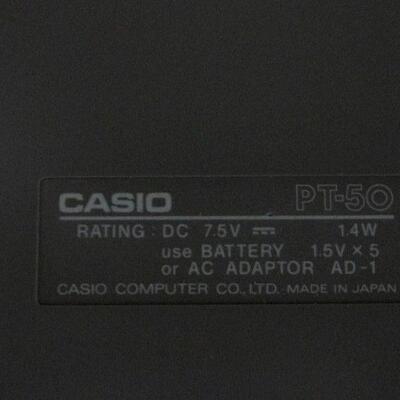 CASIO PT-50
RATING : DC 7.5V ⎓ 1.4W
use BATTERY 1.5V × 5
or AC ADAPTOR AD-1
CASIO COMPUTER CO., LTD. MADE IN JAPAN